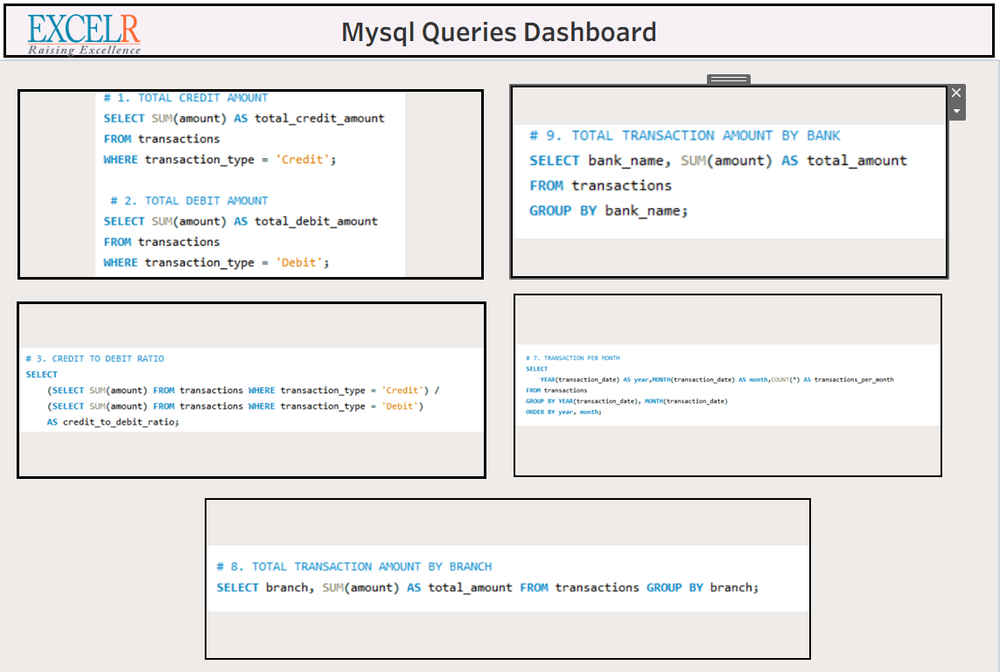 EXCELR
Raising Excellence
Mysql Queries Dashboard
# 1. TOTAL CREDIT AMOUNT
SELECT SUM(amount) AS total_credit_amount
FROM transactions
WHERE transaction_type = 'Credit';
# 2. TOTAL DEBIT AMOUNT
SELECT SUM(amount) AS total_debit_amount
FROM transactions
WHERE transaction_type = 'Debit';
# 9. TOTAL TRANSACTION AMOUNT BY BANK
SELECT bank_name, SUM(amount) AS total_amount
FROM transactions
GROUP BY bank_name;
# 3. CREDIT TO DEBIT RATIO
SELECT
(SELECT SUM(amount) FROM transactions WHERE transaction_type = 'Credit') /
(SELECT SUM(amount) FROM transactions WHERE transaction_type = 'Debit')
AS credit_to_debit_ratio;
# 7. TRANSACTION PER MONTH
SELECT
YEAR(transaction_date) AS year,MONTH(transaction_date) AS month,COUNT(*) AS transactions_per_month
FROM transactions
GROUP BY YEAR(transaction_date), MONTH(transaction_date)
ORDER BY year, month;
# 8. TOTAL TRANSACTION AMOUNT BY BRANCH
SELECT branch, SUM(amount) AS total_amount FROM transactions GROUP BY branch;